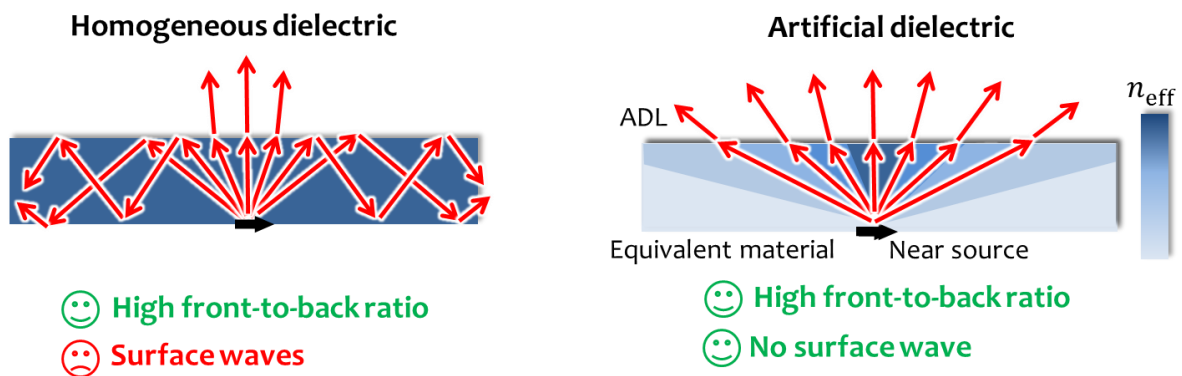 Homogeneous dielectric
High front-to-back ratio
Surface waves
Artificial dielectric
n_eff
ADL
Equivalent material
Near source
High front-to-back ratio
No surface wave